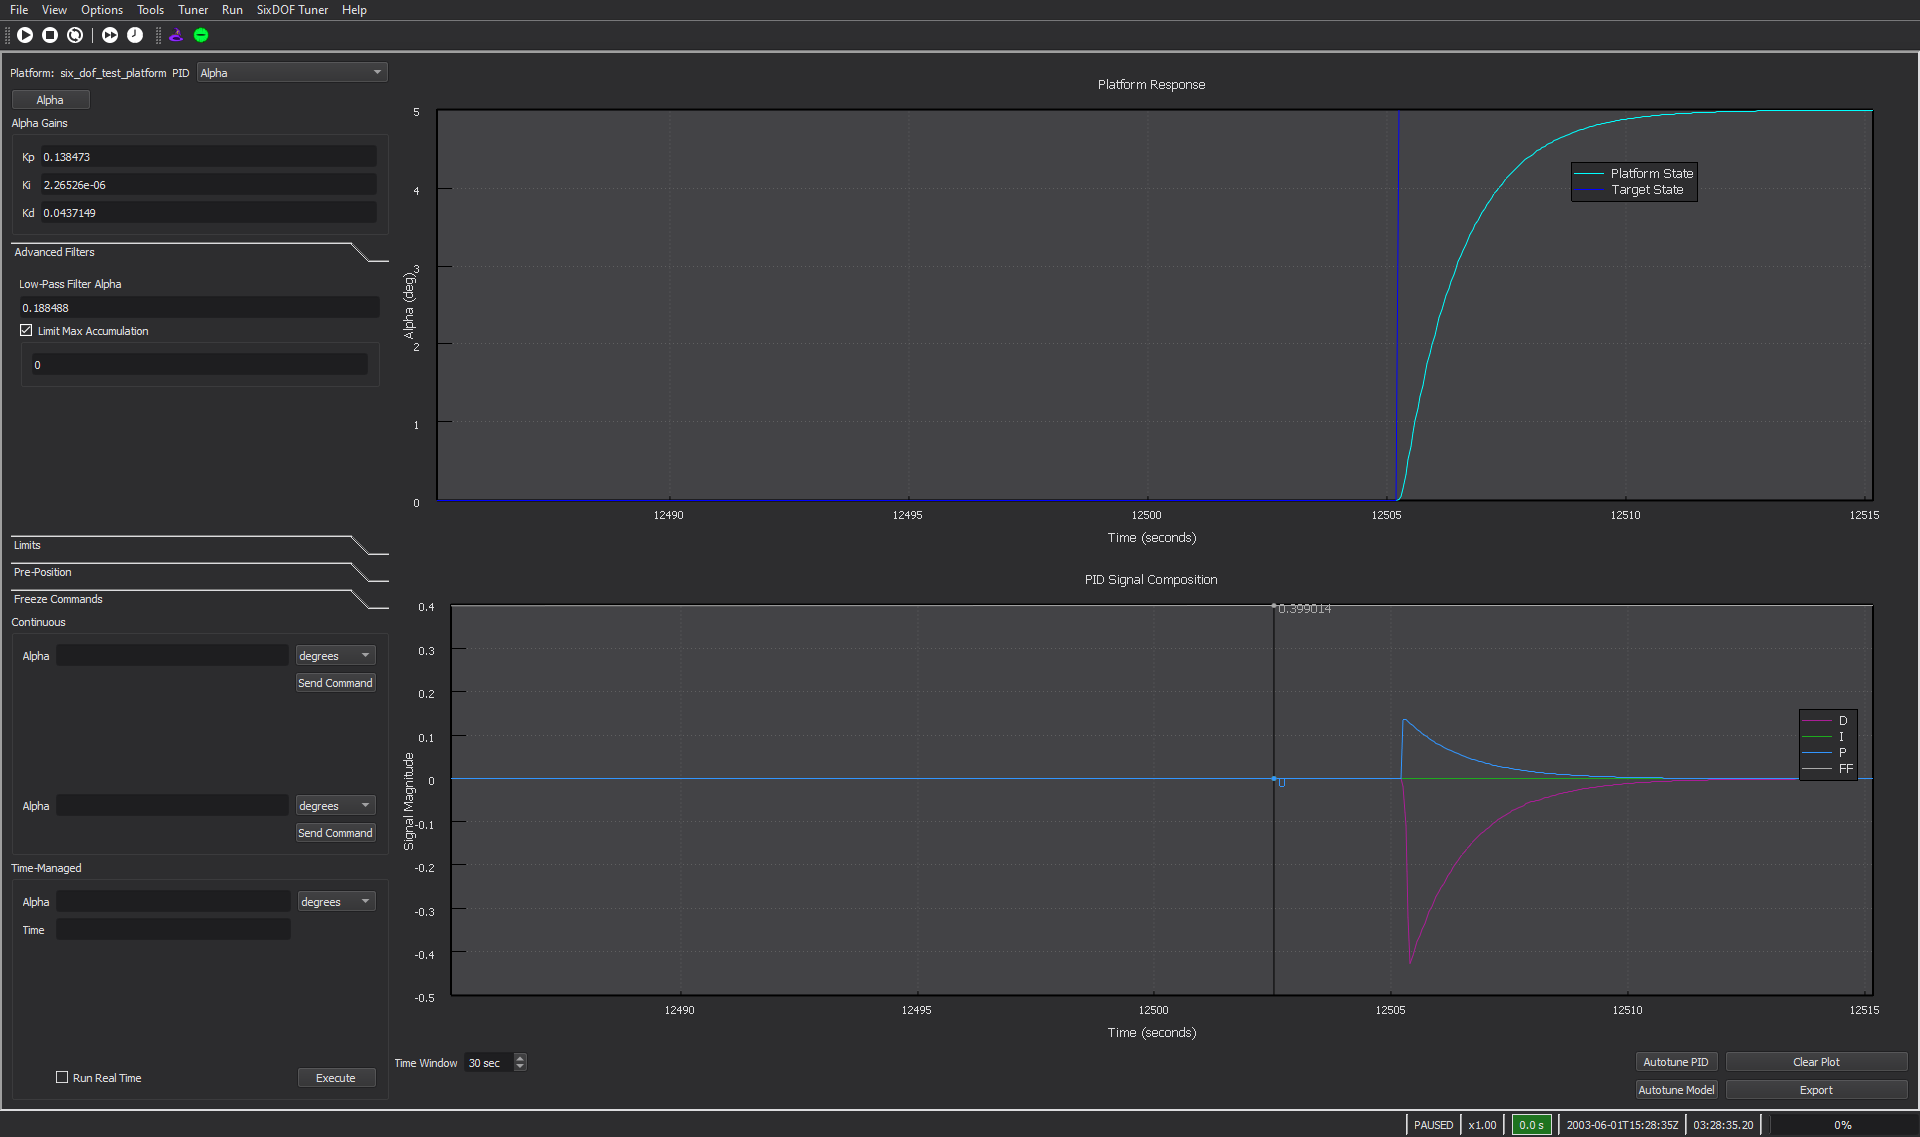 File View Options Tools Tuner Run SixDOF Tuner Help
Platform: six_dof_test_platform PID Alpha
Alpha
Alpha Gains
Kp 0.138473
Ki 2.26526e-06
Kd 0.0437149
Advanced Filters
Low-Pass Filter Alpha
0.188488
Limit Max Accumulation
0
Limits
Pre-Position
Freeze Commands
Continuous
Alpha degrees
Send Command
Alpha degrees
Send Command
Time-Managed
Alpha degrees
Time
Run Real Time Execute
Platform Response
5
4
3
2
1
0
Alpha (deg)
Platform State
Target State
12490 12495 12500 12505 12510 12515
Time (seconds)
PID Signal Composition
0.4
0.3
0.2
0.1
0
-0.1
-0.2
-0.3
-0.4
-0.5
Signal Magnitude
0.399014
0
D
I
P
FF
12490 12495 12500 12505 12510 12515
Time (seconds)
Time Window 30 sec
Autotune PID Clear Plot
Autotune Model Export
PAUSED x1.00 0.0 s 2003-06-01T15:28:35Z 03:28:35.20 0%